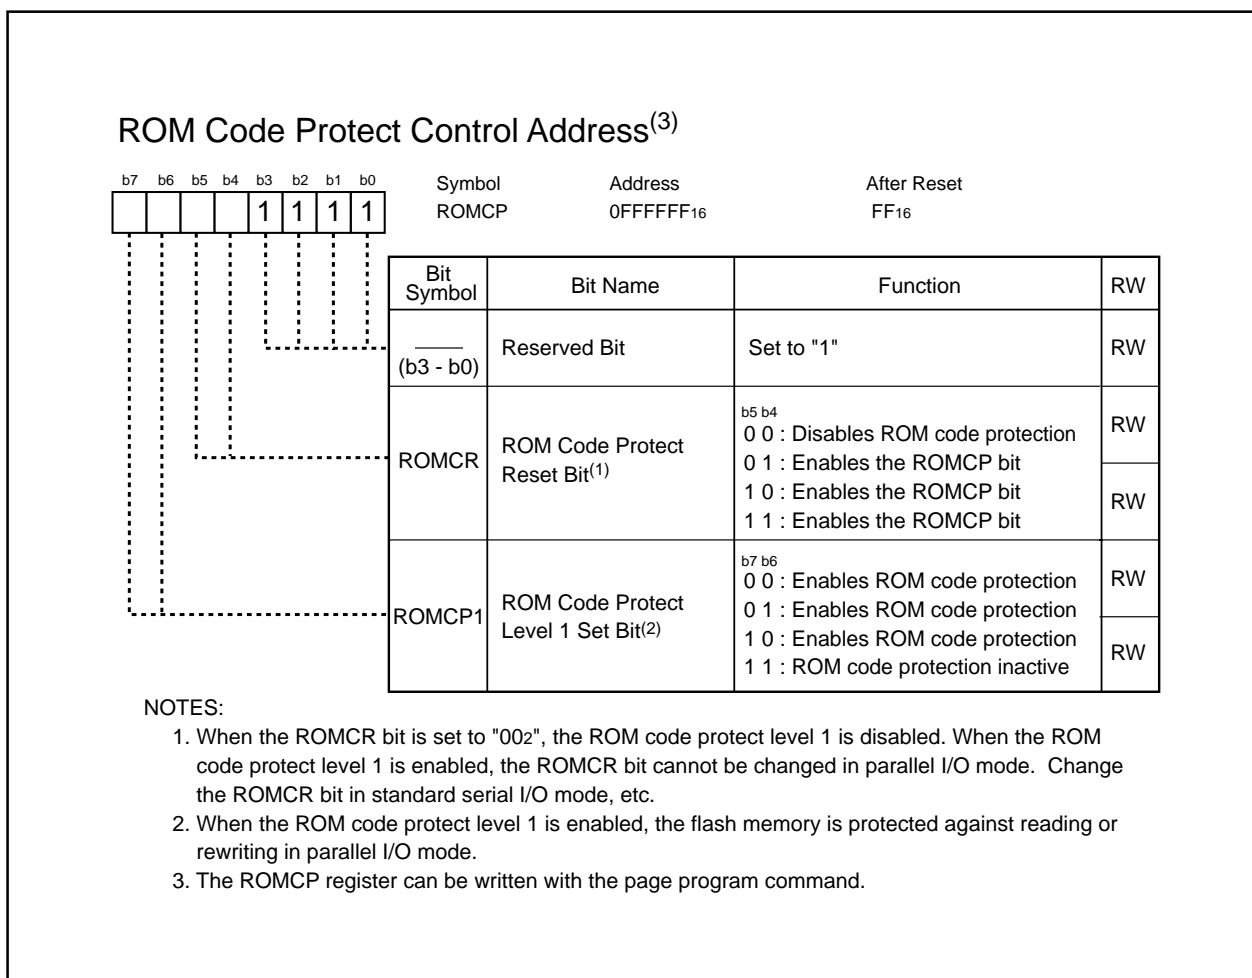 ROM Code Protect Control Address(3)
b7 b6 b5 b4 b3 b2 b1 b0 Symbol Address After Reset
1 1 1 1 ROMCP 0FFFFFF16 FF16
Bit Symbol Bit Name Function RW
(b3 - b0) Reserved Bit Set to "1" RW
ROMCR ROM Code Protect Reset Bit(1)
b5 b4
0 0 : Disables ROM code protection
0 1 : Enables the ROMCP bit
1 0 : Enables the ROMCP bit
1 1 : Enables the ROMCP bit
RW
RW
ROMCP1 ROM Code Protect Level 1 Set Bit(2)
b7 b6
0 0 : Enables ROM code protection
0 1 : Enables ROM code protection
1 0 : Enables ROM code protection
1 1 : ROM code protection inactive
RW
RW
NOTES:
1. When the ROMCR bit is set to "002", the ROM code protect level 1 is disabled. When the ROM
code protect level 1 is enabled, the ROMCR bit cannot be changed in parallel I/O mode. Change
the ROMCR bit in standard serial I/O mode, etc.
2. When the ROM code protect level 1 is enabled, the flash memory is protected against reading or
rewriting in parallel I/O mode.
3. The ROMCP register can be written with the page program command.